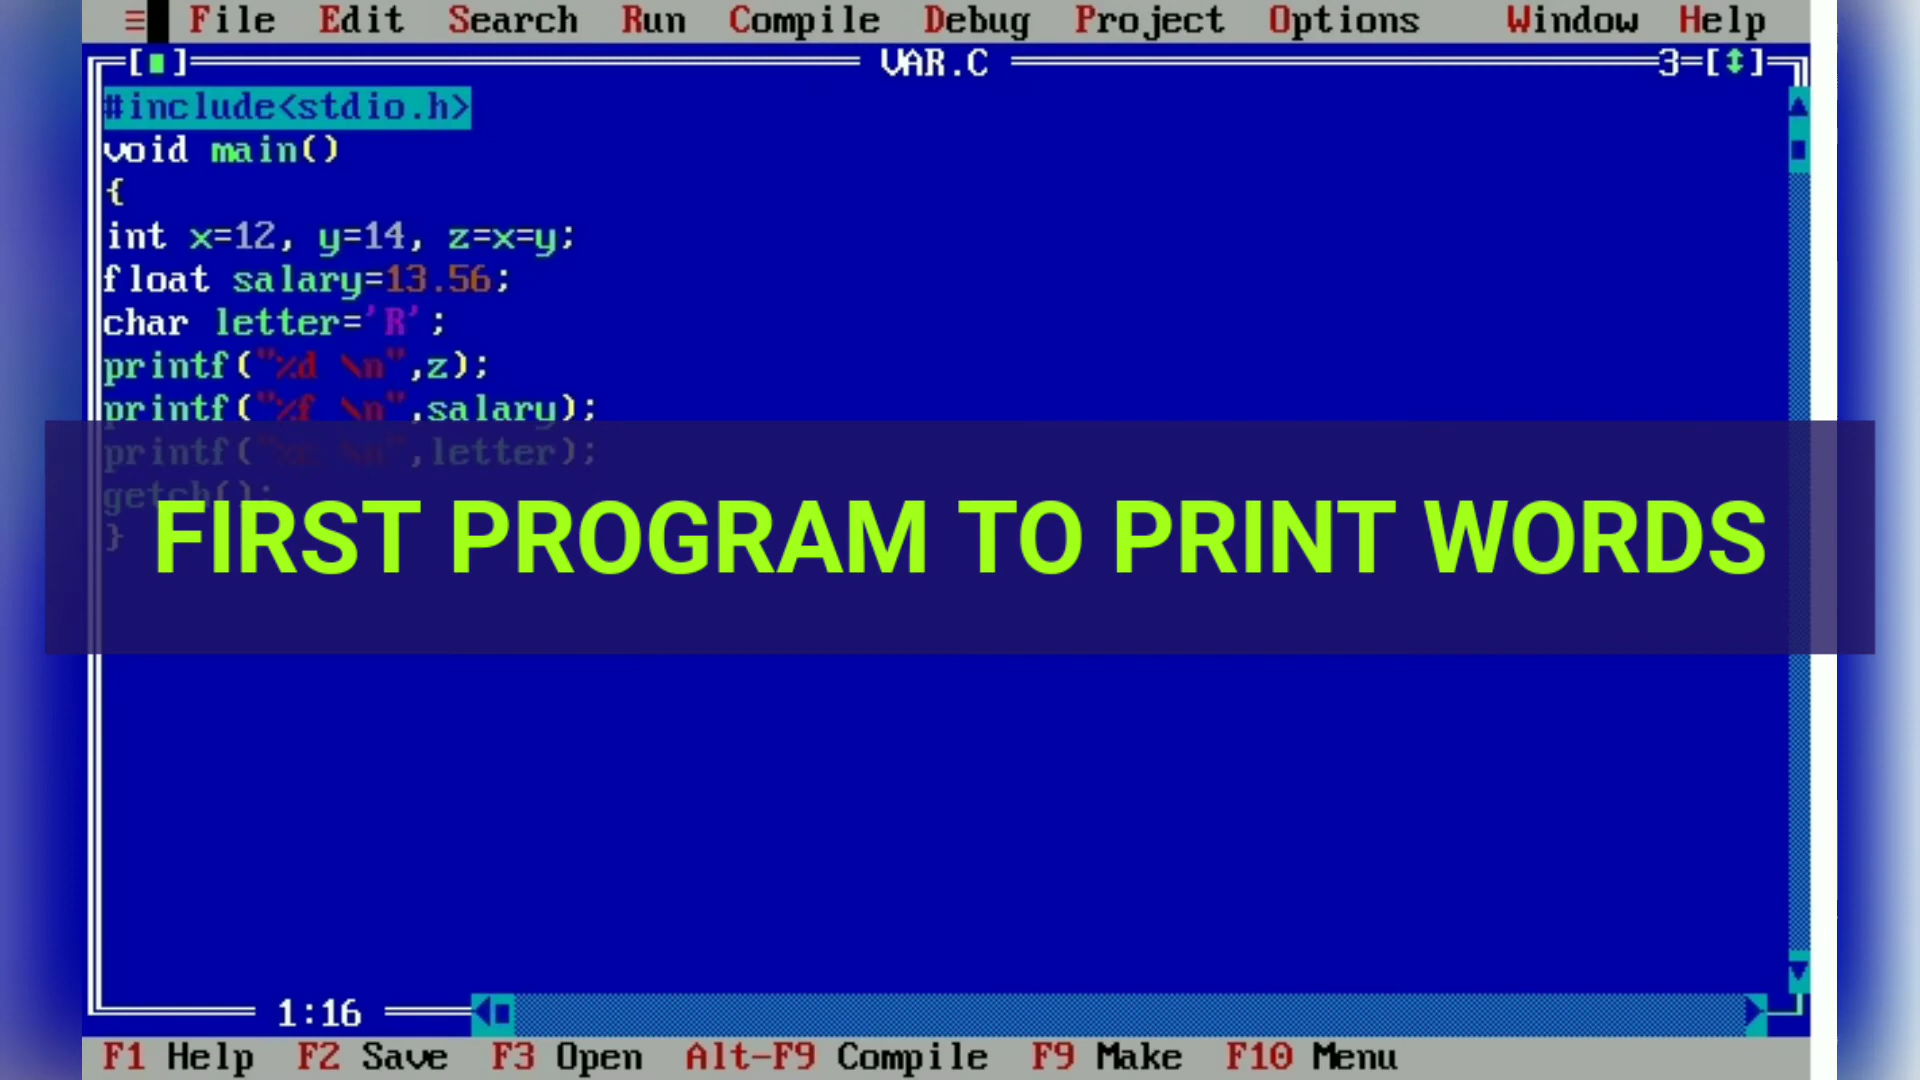 ≡ File Edit Search Run Compile Debug Project Options Window Help
[■] VAR.C 3=[↕]
#include<stdio.h>
void main()
{
int x=12, y=14, z=x=y;
float salary=13.56;
char letter='R';
printf("%d \n",z);
printf("%f \n",salary);
printf("%c \n",letter);
getch();
}
FIRST PROGRAM TO PRINT WORDS
1:16
F1 Help F2 Save F3 Open Alt-F9 Compile F9 Make F10 Menu